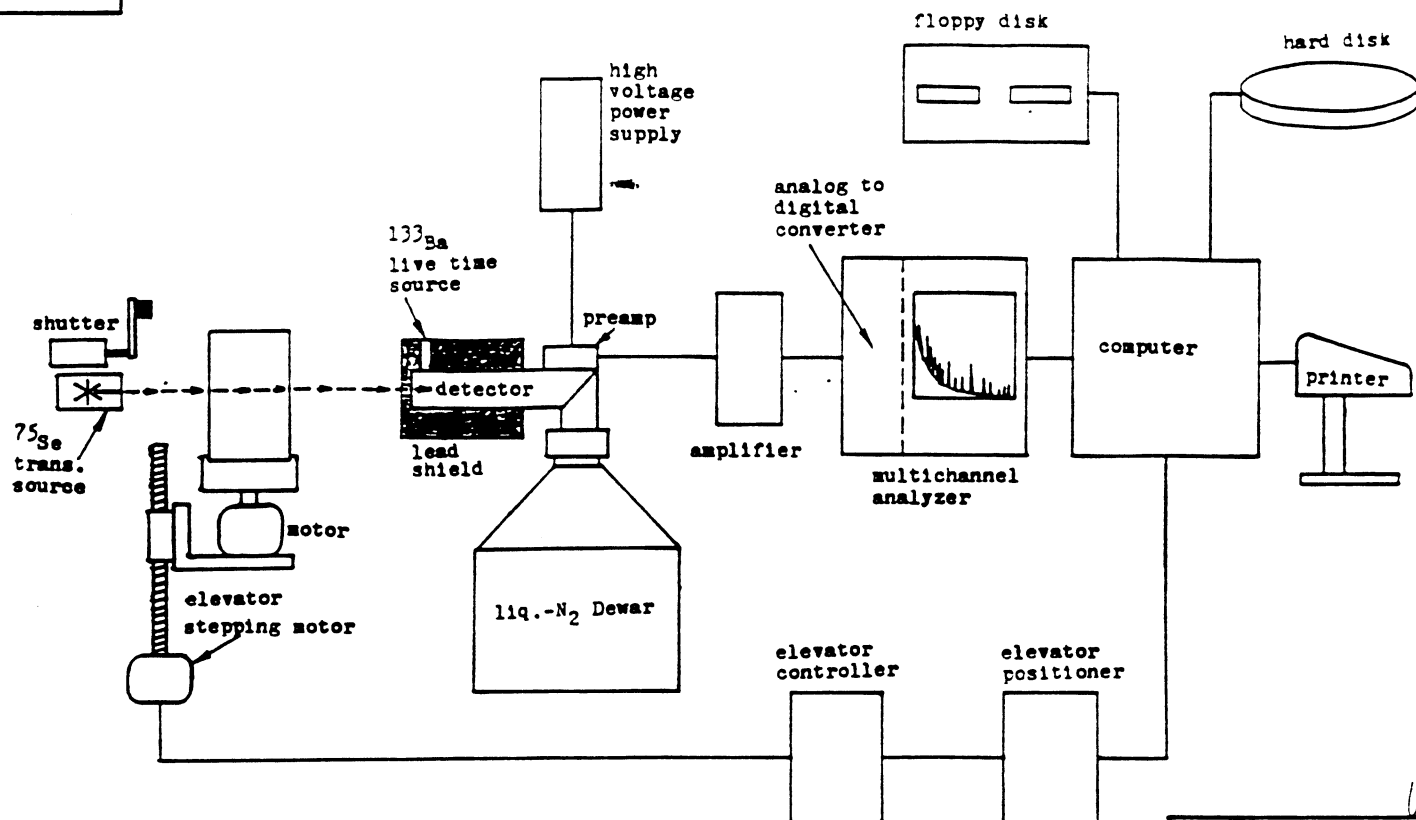 floppy disk
hard disk
high
voltage
power
supply
analog to
digital
converter
133Ba
live time
source
shutter
preamp
detector
computer
printer
75Se
trans.
source
lead
shield
amplifier
multichannel
analyzer
motor
liq.-N2 Dewar
elevator
stepping motor
elevator
controller
elevator
positioner